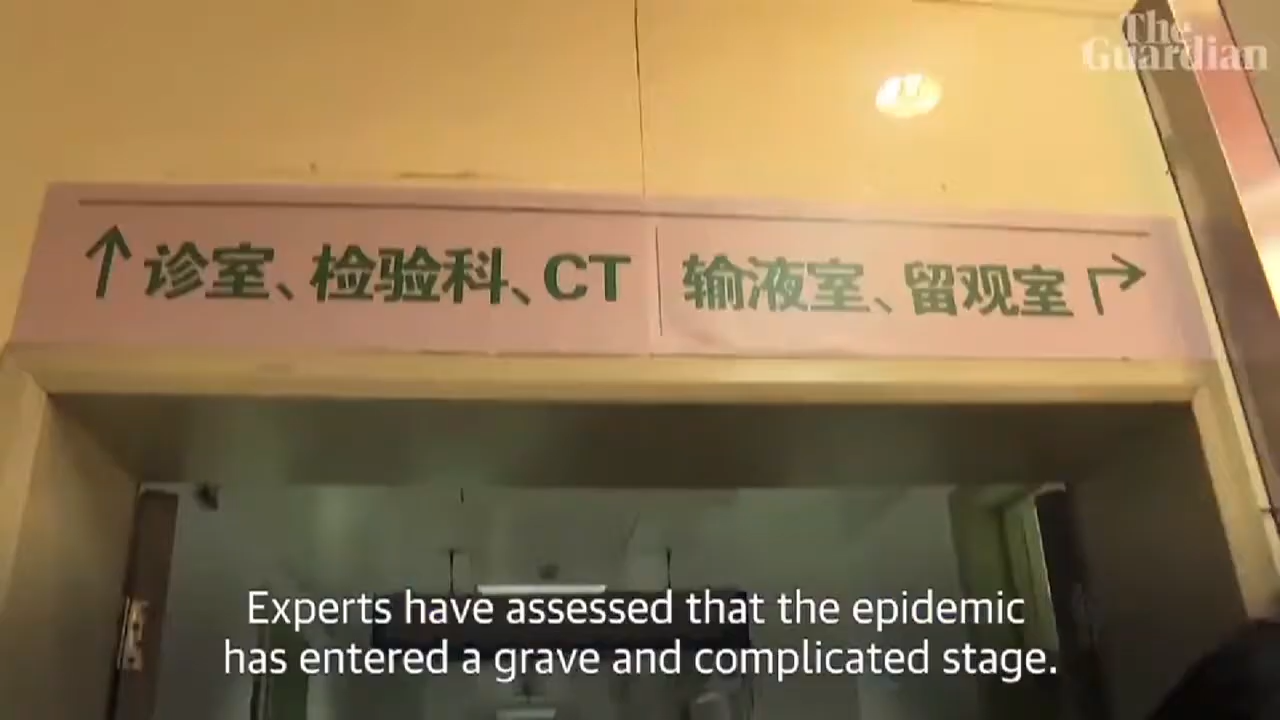 The
Guardian
↑诊室、检验科、CT 输液室、留观室↱
Experts have assessed that the epidemic
has entered a grave and complicated stage.